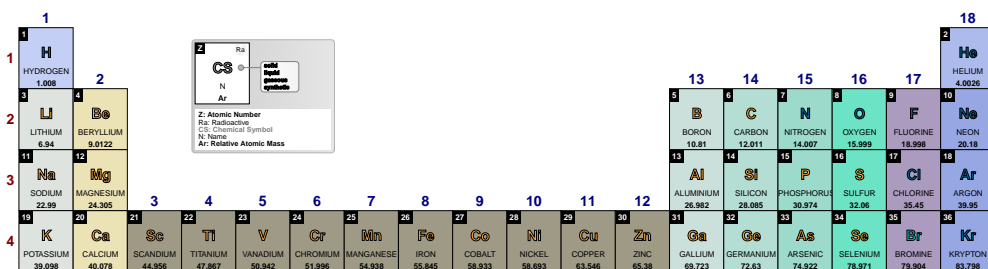 1 18
1 H HYDROGEN 1.008
2 He HELIUM 4.0026
Z Ra
CS
N
Ar
solid
liquid
gaseous
synthetic
Z: Atomic Number
Ra: Radioactive
CS: Chemical Symbol
N: Name
Ar: Relative Atomic Mass
1
2 13 14 15 16 17
3 Li LITHIUM 6.94
4 Be BERYLLIUM 9.0122
5 B BORON 10.81
6 C CARBON 12.011
7 N NITROGEN 14.007
8 O OXYGEN 15.999
9 F FLUORINE 18.998
10 Ne NEON 20.18
2
11 Na SODIUM 22.99
12 Mg MAGNESIUM 24.305
13 Al ALUMINIUM 26.982
14 Si SILICON 28.085
15 P PHOSPHORUS 30.974
16 S SULFUR 32.06
17 Cl CHLORINE 35.45
18 Ar ARGON 39.95
3
3 4 5 6 7 8 9 10 11 12
19 K POTASSIUM 39.098
20 Ca CALCIUM 40.078
21 Sc SCANDIUM 44.956
22 Ti TITANIUM 47.867
23 V VANADIUM 50.942
24 Cr CHROMIUM 51.996
25 Mn MANGANESE 54.938
26 Fe IRON 55.845
27 Co COBALT 58.933
28 Ni NICKEL 58.693
29 Cu COPPER 63.546
30 Zn ZINC 65.38
31 Ga GALLIUM 69.723
32 Ge GERMANIUM 72.63
33 As ARSENIC 74.922
34 Se SELENIUM 78.971
35 Br BROMINE 79.904
36 Kr KRYPTON 83.798
4